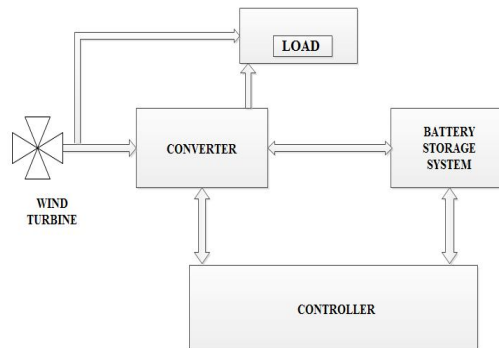 LOAD
CONVERTER
BATTERY
STORAGE
SYSTEM
WIND
TURBINE
CONTROLLER